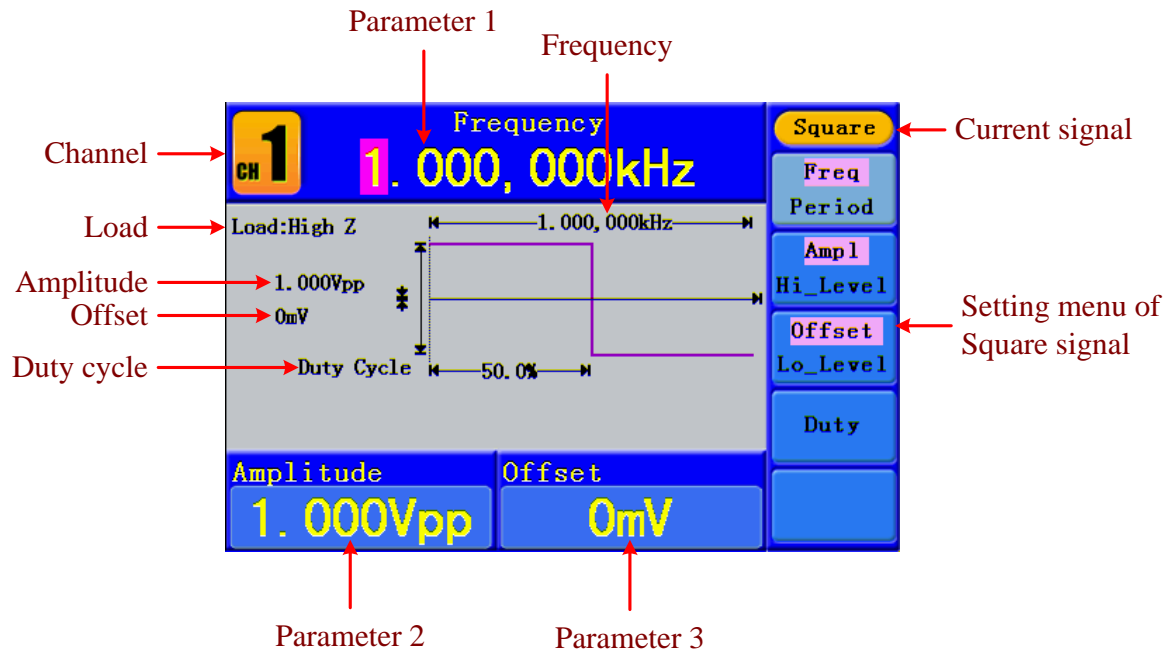 Parameter 1
Frequency
Channel
CH 1
Frequency
1.000,000kHz
Square
Current signal
Freq
Period
Load
Load:High Z
1.000,000kHz
Ampl
Hi_Level
Amplitude
1.000Vpp
Offset
0mV
Offset
Lo_Level
Setting menu of
Square signal
Duty cycle
Duty Cycle
50.0%
Duty
Amplitude
1.000Vpp
Offset
0mV
Parameter 2
Parameter 3